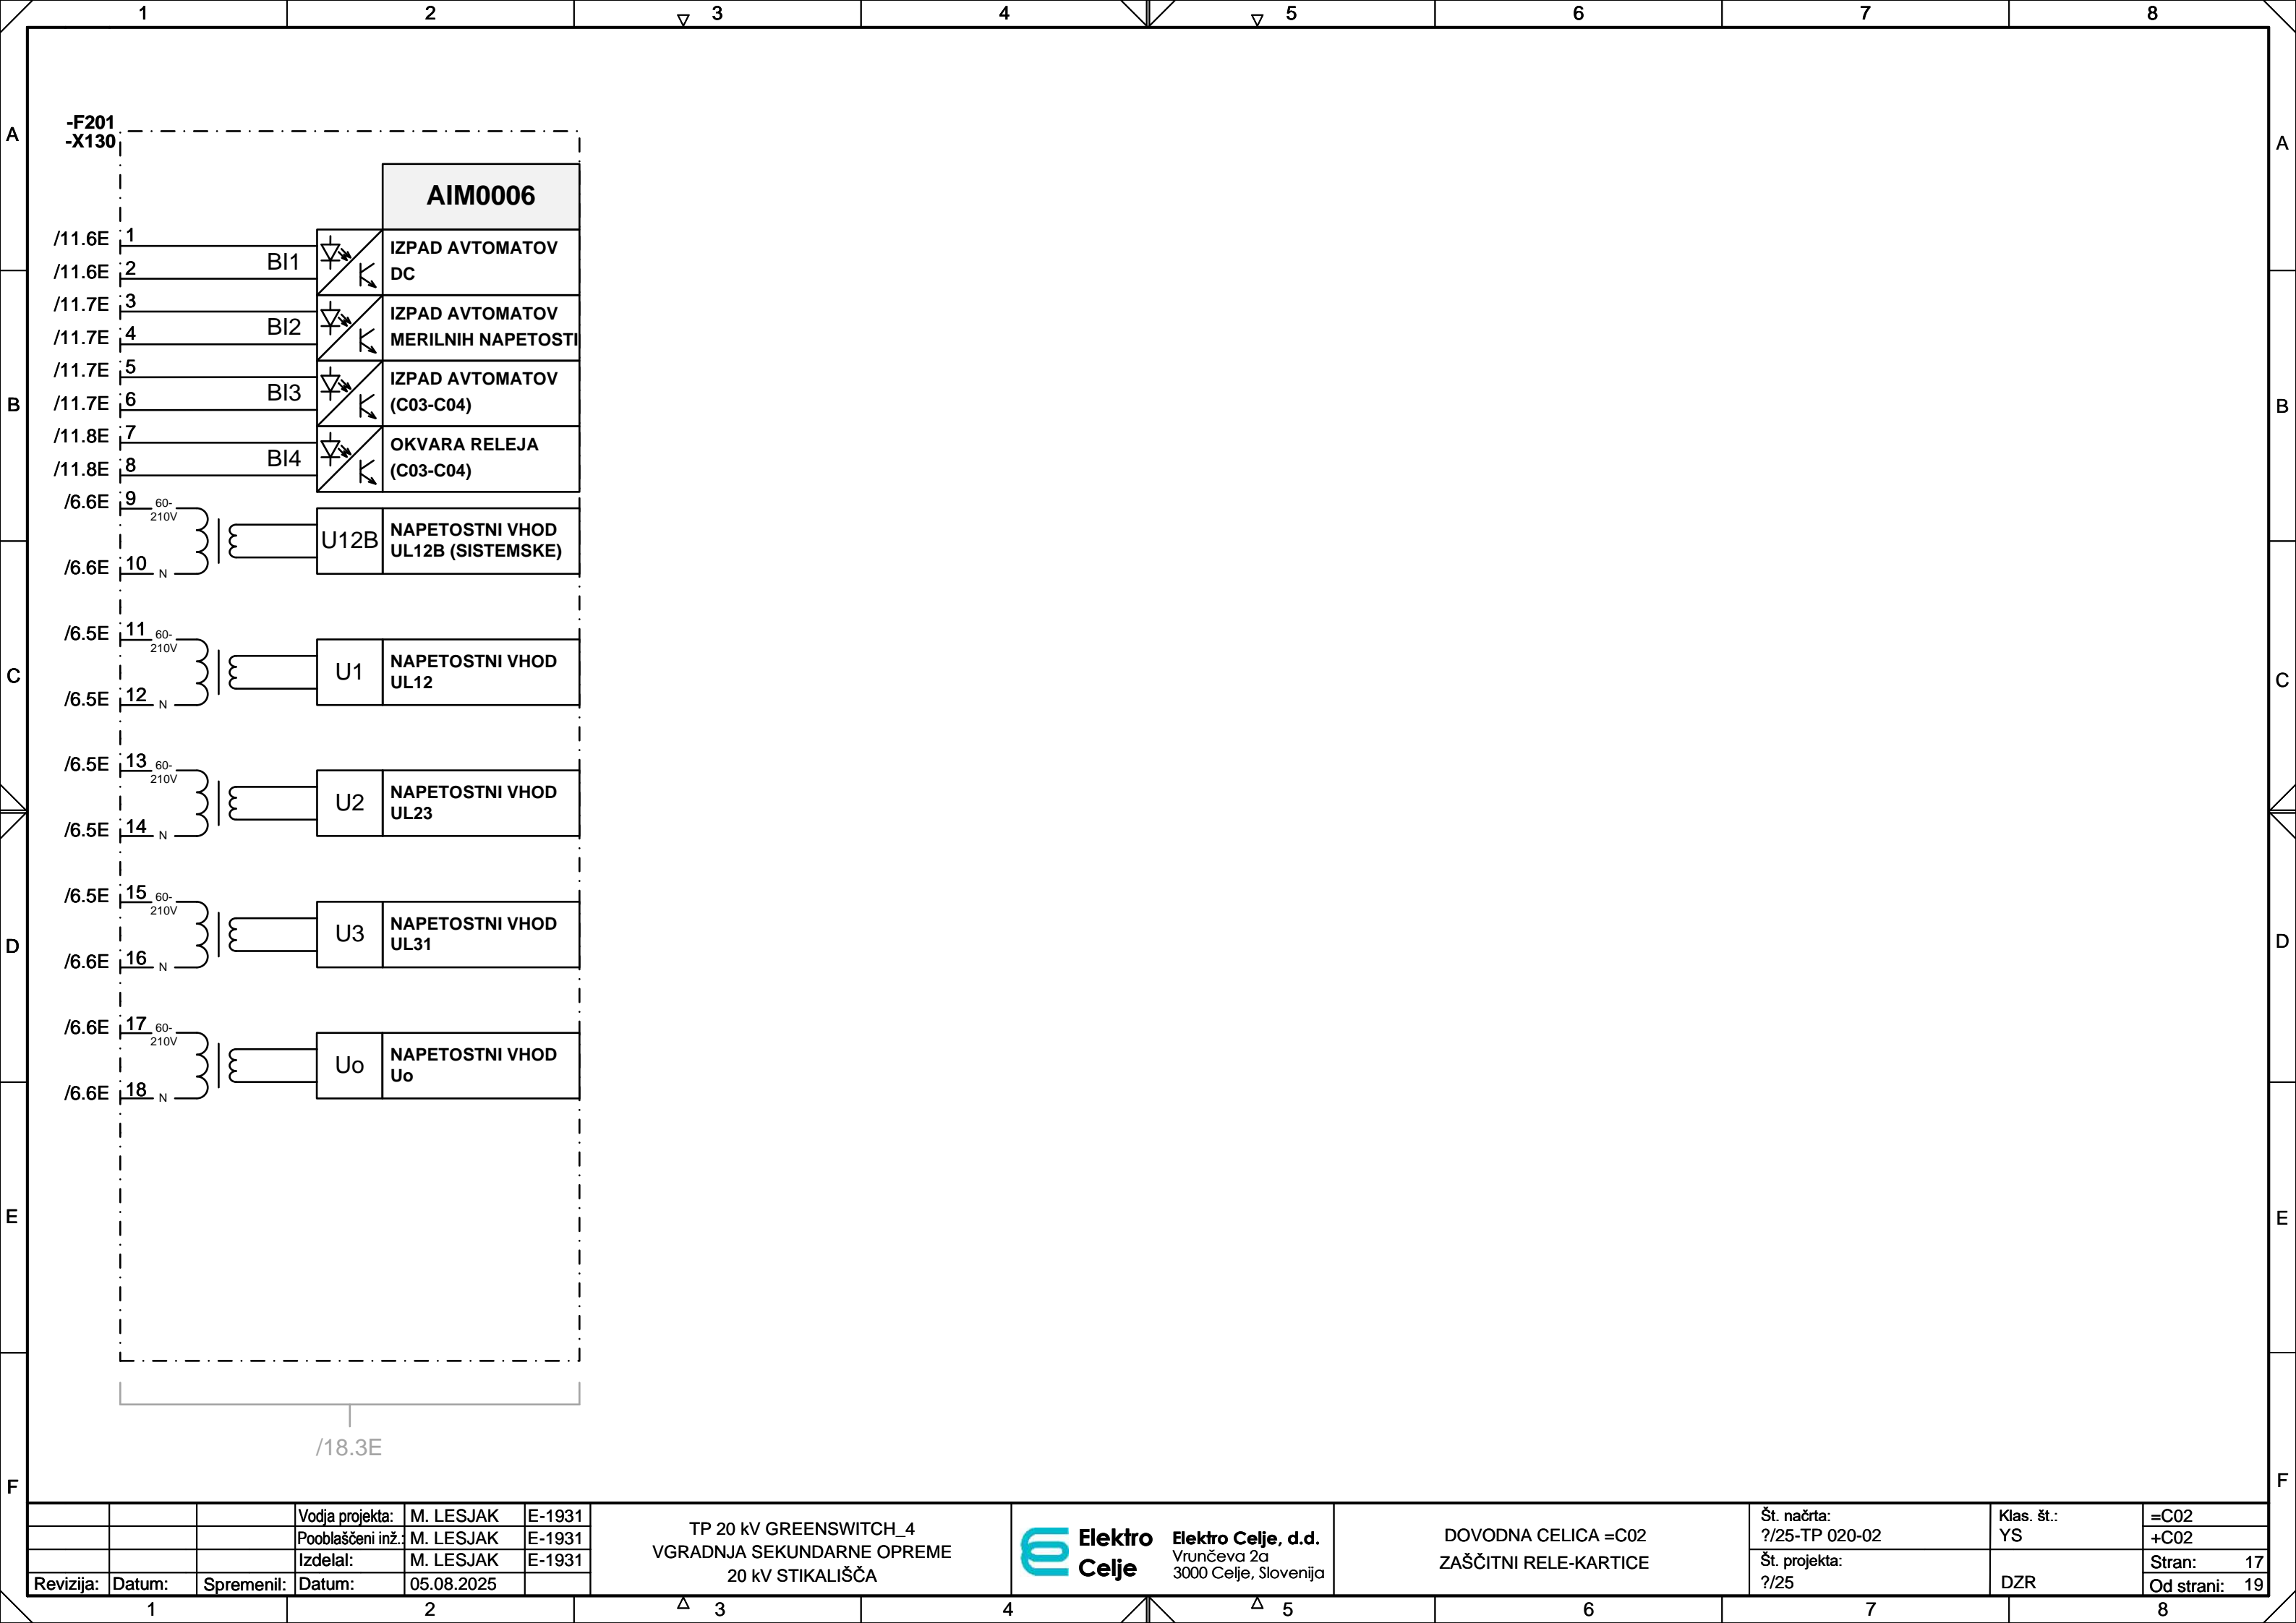 1 2 3 4 5 6 7 8
-F201
-X130
A A
AIM0006
/11.6E 1
BI1
IZPAD AVTOMATOV
/11.6E 2
DC
/11.7E 3
BI2
IZPAD AVTOMATOV
/11.7E 4
MERILNIH NAPETOSTI
/11.7E 5
BI3
IZPAD AVTOMATOV
B B
/11.7E 6
(C03-C04)
/11.8E 7
BI4
OKVARA RELEJA
/11.8E 8
(C03-C04)
/6.6E 9 60-
210V
U12B
NAPETOSTNI VHOD
UL12B (SISTEMSKE)
/6.6E 10 N
/6.5E 11 60-
210V
C C
U1
NAPETOSTNI VHOD
UL12
/6.5E 12 N
/6.5E 13 60-
210V
U2
NAPETOSTNI VHOD
UL23
/6.5E 14 N
/6.5E 15 60-
210V
U3
NAPETOSTNI VHOD
UL31
D D
/6.6E 16 N
/6.6E 17 60-
210V
Uo
NAPETOSTNI VHOD
Uo
/6.6E 18 N
E E
/18.3E
F F
Vodja projekta: M. LESJAK E-1931
Pooblaščeni inž.: M. LESJAK E-1931
Izdelal: M. LESJAK E-1931
Revizija: Datum: Spremenil: Datum: 05.08.2025
TP 20 kV GREENSWITCH_4
VGRADNJA SEKUNDARNE OPREME
20 kV STIKALIŠČA
Elektro
Celje
Elektro Celje, d.d.
Vrunčeva 2a
3000 Celje, Slovenija
DOVODNA CELICA =C02
ZAŠČITNI RELE-KARTICE
Št. načrta:
?/25-TP 020-02
Št. projekta:
?/25
Klas. št.:
YS
DZR
=C02
+C02
Stran: 17
Od strani: 19
1 2 3 4 5 6 7 8